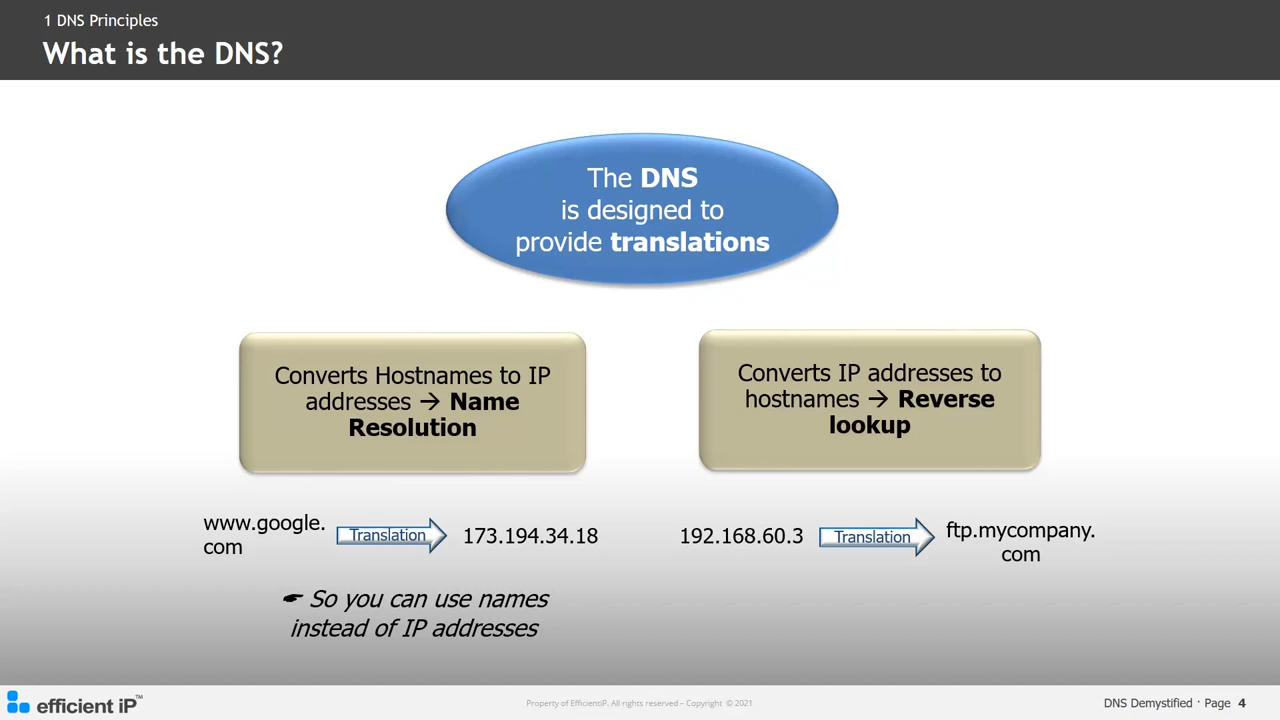 1 DNS Principles
What is the DNS?
The DNS
is designed to
provide translations
Converts Hostnames to IP
addresses → Name
Resolution
Converts IP addresses to
hostnames → Reverse
lookup
www.google.
com
Translation
173.194.34.18
192.168.60.3
Translation
ftp.mycompany.
com
☛ So you can use names
instead of IP addresses
efficient iP™
Property of EfficientiP. All rights reserved – Copyright © 2021
DNS Demystified · Page 4